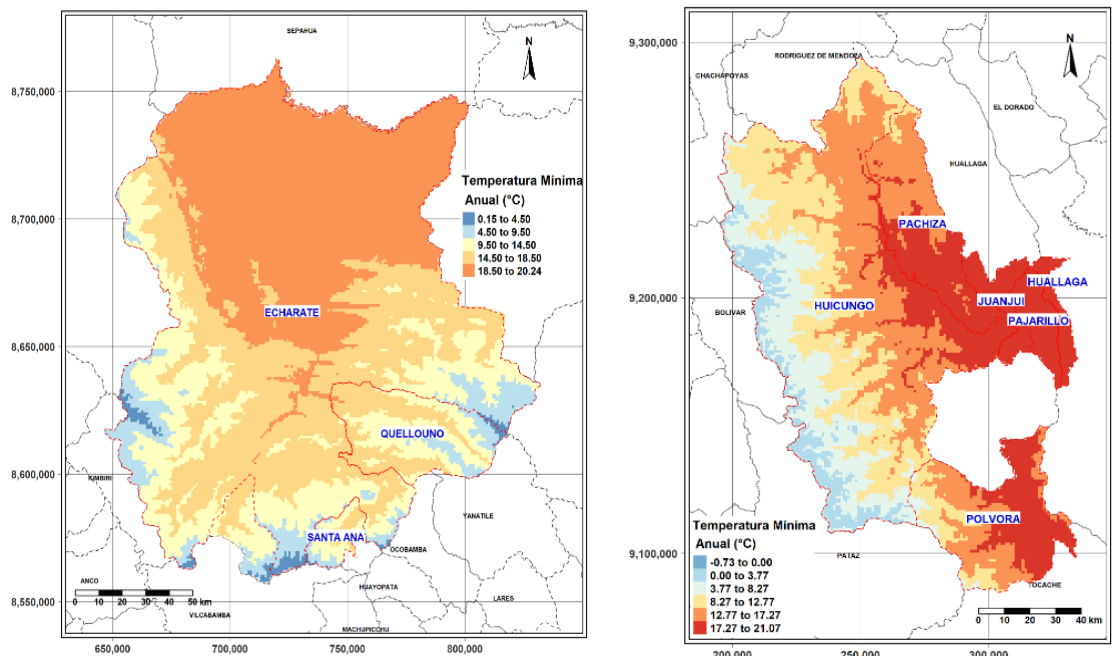 SEPAHUA
N
8,750,000
Temperatura Mínima
Anual (°C)
0.15 to 4.50
4.50 to 9.50
9.50 to 14.50
14.50 to 18.50
18.50 to 20.24
8,700,000
ECHARATE
8,650,000
QUELLOUNO
8,600,000
KIMBIRI
YANATILE
SANTA ANA
OCOBAMBA
ANCO
HUAYOPATA
LARES
0 10 20 30 40 50 km
8,550,000
VILCABAMBA
MACHUPICCHU
650,000
700,000
750,000
800,000
9,300,000
RODRIGUEZ DE MENDOZA
N
CHACHAPOYAS
EL DORADO
HUALLAGA
PACHIZA
HUALLAGA
9,200,000
HUICUNGO
JUANJUI
BOLIVAR
PAJARILLO
POLVORA
Temperatura Mínima
Anual (°C)
-0.73 to 0.00
0.00 to 3.77
3.77 to 8.27
8.27 to 12.77
12.77 to 17.27
17.27 to 21.07
9,100,000
PATAZ
TOCACHE
0 10 20 30 40 km
200,000
250,000
300,000